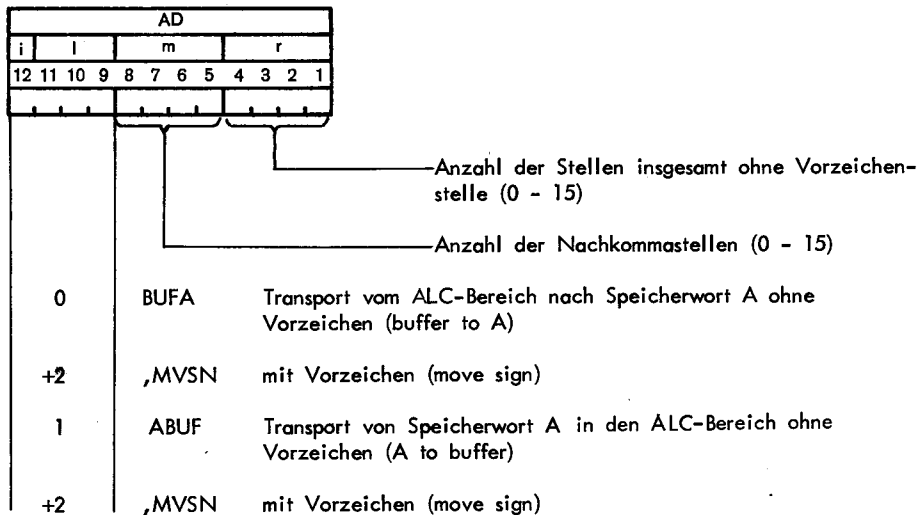 AD
i l m r
12 11 10 9 8 7 6 5 4 3 2 1
Anzahl der Stellen insgesamt ohne Vorzeichen-
stelle (0 - 15)
Anzahl der Nachkommastellen (0 - 15)
0 BUFA Transport vom ALC-Bereich nach Speicherwort A ohne
Vorzeichen (buffer to A)
+2 ,MVSN mit Vorzeichen (move sign)
1 ABUF Transport von Speicherwort A in den ALC-Bereich ohne
Vorzeichen (A to buffer)
+2 ,MVSN mit Vorzeichen (move sign)